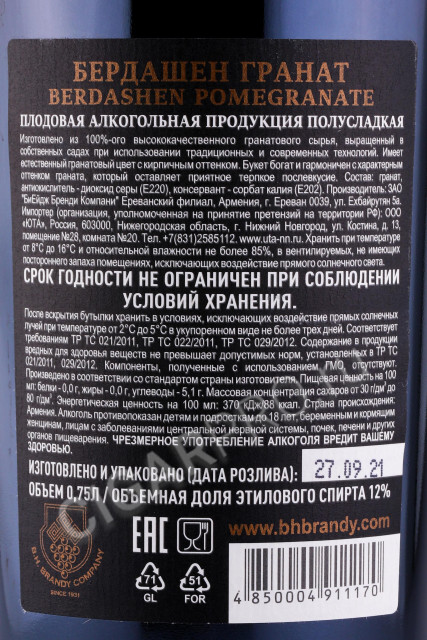 БЕРДАШЕН ГРАНАТ
BERDASHEN POMEGRANATE
ПЛОДОВАЯ АЛКОГОЛЬНАЯ ПРОДУКЦИЯ ПОЛУСЛАДКАЯ
Изготовлено из 100%-ого высококачественного гранатового сырья, выращенный в
собственных садах при использовании традиционных и современных технологий. Имеет
естественный гранатовый цвет с кирпичным оттенком. Букет богат и гармоничен с характерным
оттенком граната, который оставляет приятное терпкое послевкусие. Состав: гранат,
антиокислитель - диоксид серы (E220), консервант - сорбат калия (E202). Производитель: ЗАО
"БиЕйдж Бренди Компани" Ереванский филиал, Армения, г. Ереван 0039, ул. Ехбайрутян 5а.
Импортер (организация, уполномоченная на принятие претензий на территории РФ): ООО
«ЮТА», Россия, 603000, Нижегородская область, г. Нижний Новгород, ул. Костина, д. 13,
помещение №28, комната №20. Тел.+7(831)2585112. www.uta-nn.ru. Хранить при температуре
от 8°С до 16°С и относительной влажности не более 85%, в вентилируемых, не имеющих
постороннего запаха помещениях, исключающих воздействие прямого солнечного света.
СРОК ГОДНОСТИ НЕ ОГРАНИЧЕН ПРИ СОБЛЮДЕНИИ
УСЛОВИЙ ХРАНЕНИЯ.
После вскрытия бутылки хранить в условиях, исключающих воздействие прямых солнечных
лучей при температуре от 2°С до 5°С в укупоренном виде не более трех дней. Соответствует
требованиям ТР ТС 021/2011, ТР ТС 022/2011, ТР ТС 029/2012. Содержание в продукции
вредных для здоровья веществ не превышает допустимых норм, установленных в ТР ТС
021/2011, 029/2012. Компоненты, полученные с использованием ГМО, отсутствуют.
Произведено в соответствии со стандартом страны изготовителя. Пищевая ценность на 100
мл: белки - 0,0 г, жиры - 0,0 г, углеводы - 5,1 г. Массовая концентрация сахаров от 30 г/дм³ до
80 г/дм³. Энергетическая ценность на 100 мл: 370 кДж/88 ккал. Страна происхождения:
Армения. Алкоголь противопоказан детям и подросткам до 18 лет, беременным и кормящим
женщинам, лицам с заболеваниями центральной нервной системы, почек, печени и других
органов пищеварения. ЧРЕЗМЕРНОЕ УПОТРЕБЛЕНИЕ АЛКОГОЛЯ ВРЕДИТ ВАШЕМУ
ЗДОРОВЬЮ.
ИЗГОТОВЛЕНО И УПАКОВАНО (ДАТА РОЗЛИВА): 27.09.21
ОБЪЕМ 0,75Л / ОБЪЕМНАЯ ДОЛЯ ЭТИЛОВОГО СПИРТА 12%
www.bhbrandy.com
EAC
B.H. BRANDY COMPANY
SINCE 1931
71
GL
51
FOR
4 850004 911170